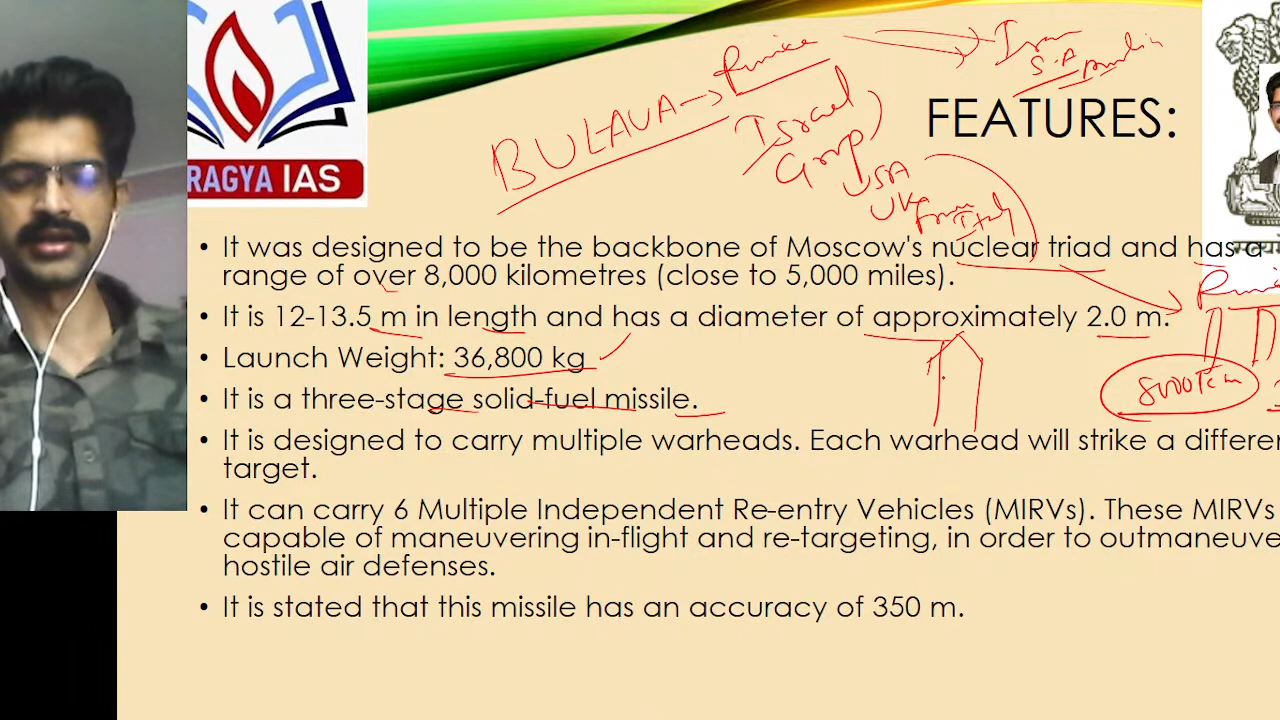 RAGYA IAS
FEATURES:
BULAVA →
Israel
Group
USA
UK
Italy
• It was designed to be the backbone of Moscow's nuclear triad and has a
range of over 8,000 kilometres (close to 5,000 miles).
• It is 12-13.5 m in length and has a diameter of approximately 2.0 m.
• Launch Weight: 36,800 kg
• It is a three-stage solid-fuel missile.
8000km
• It is designed to carry multiple warheads. Each warhead will strike a differen
target.
• It can carry 6 Multiple Independent Re-entry Vehicles (MIRVs). These MIRVs
capable of maneuvering in-flight and re-targeting, in order to outmaneuve
hostile air defenses.
• It is stated that this missile has an accuracy of 350 m.